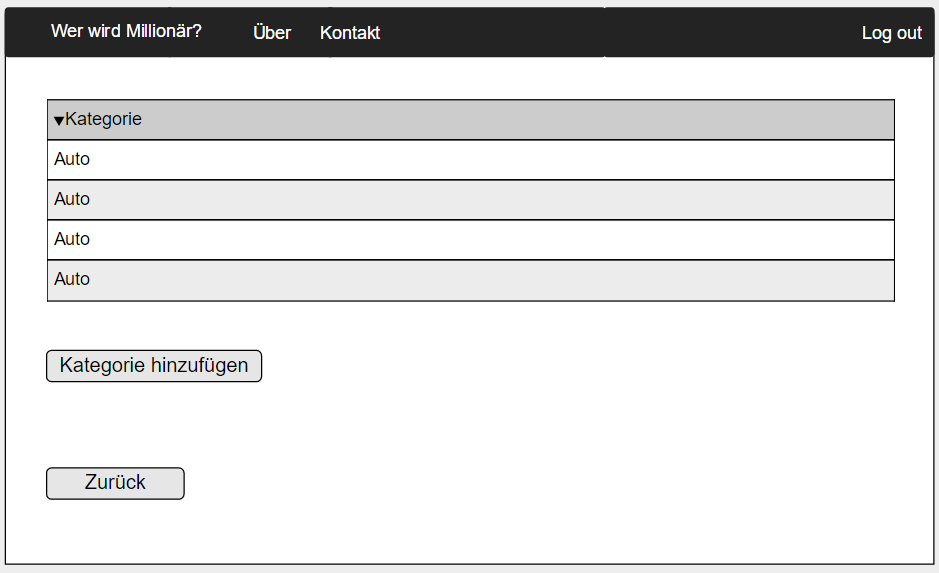 Wer wird Millionär? Über Kontakt Log out
▼Kategorie
Auto
Auto
Auto
Auto
Kategorie hinzufügen
Zurück